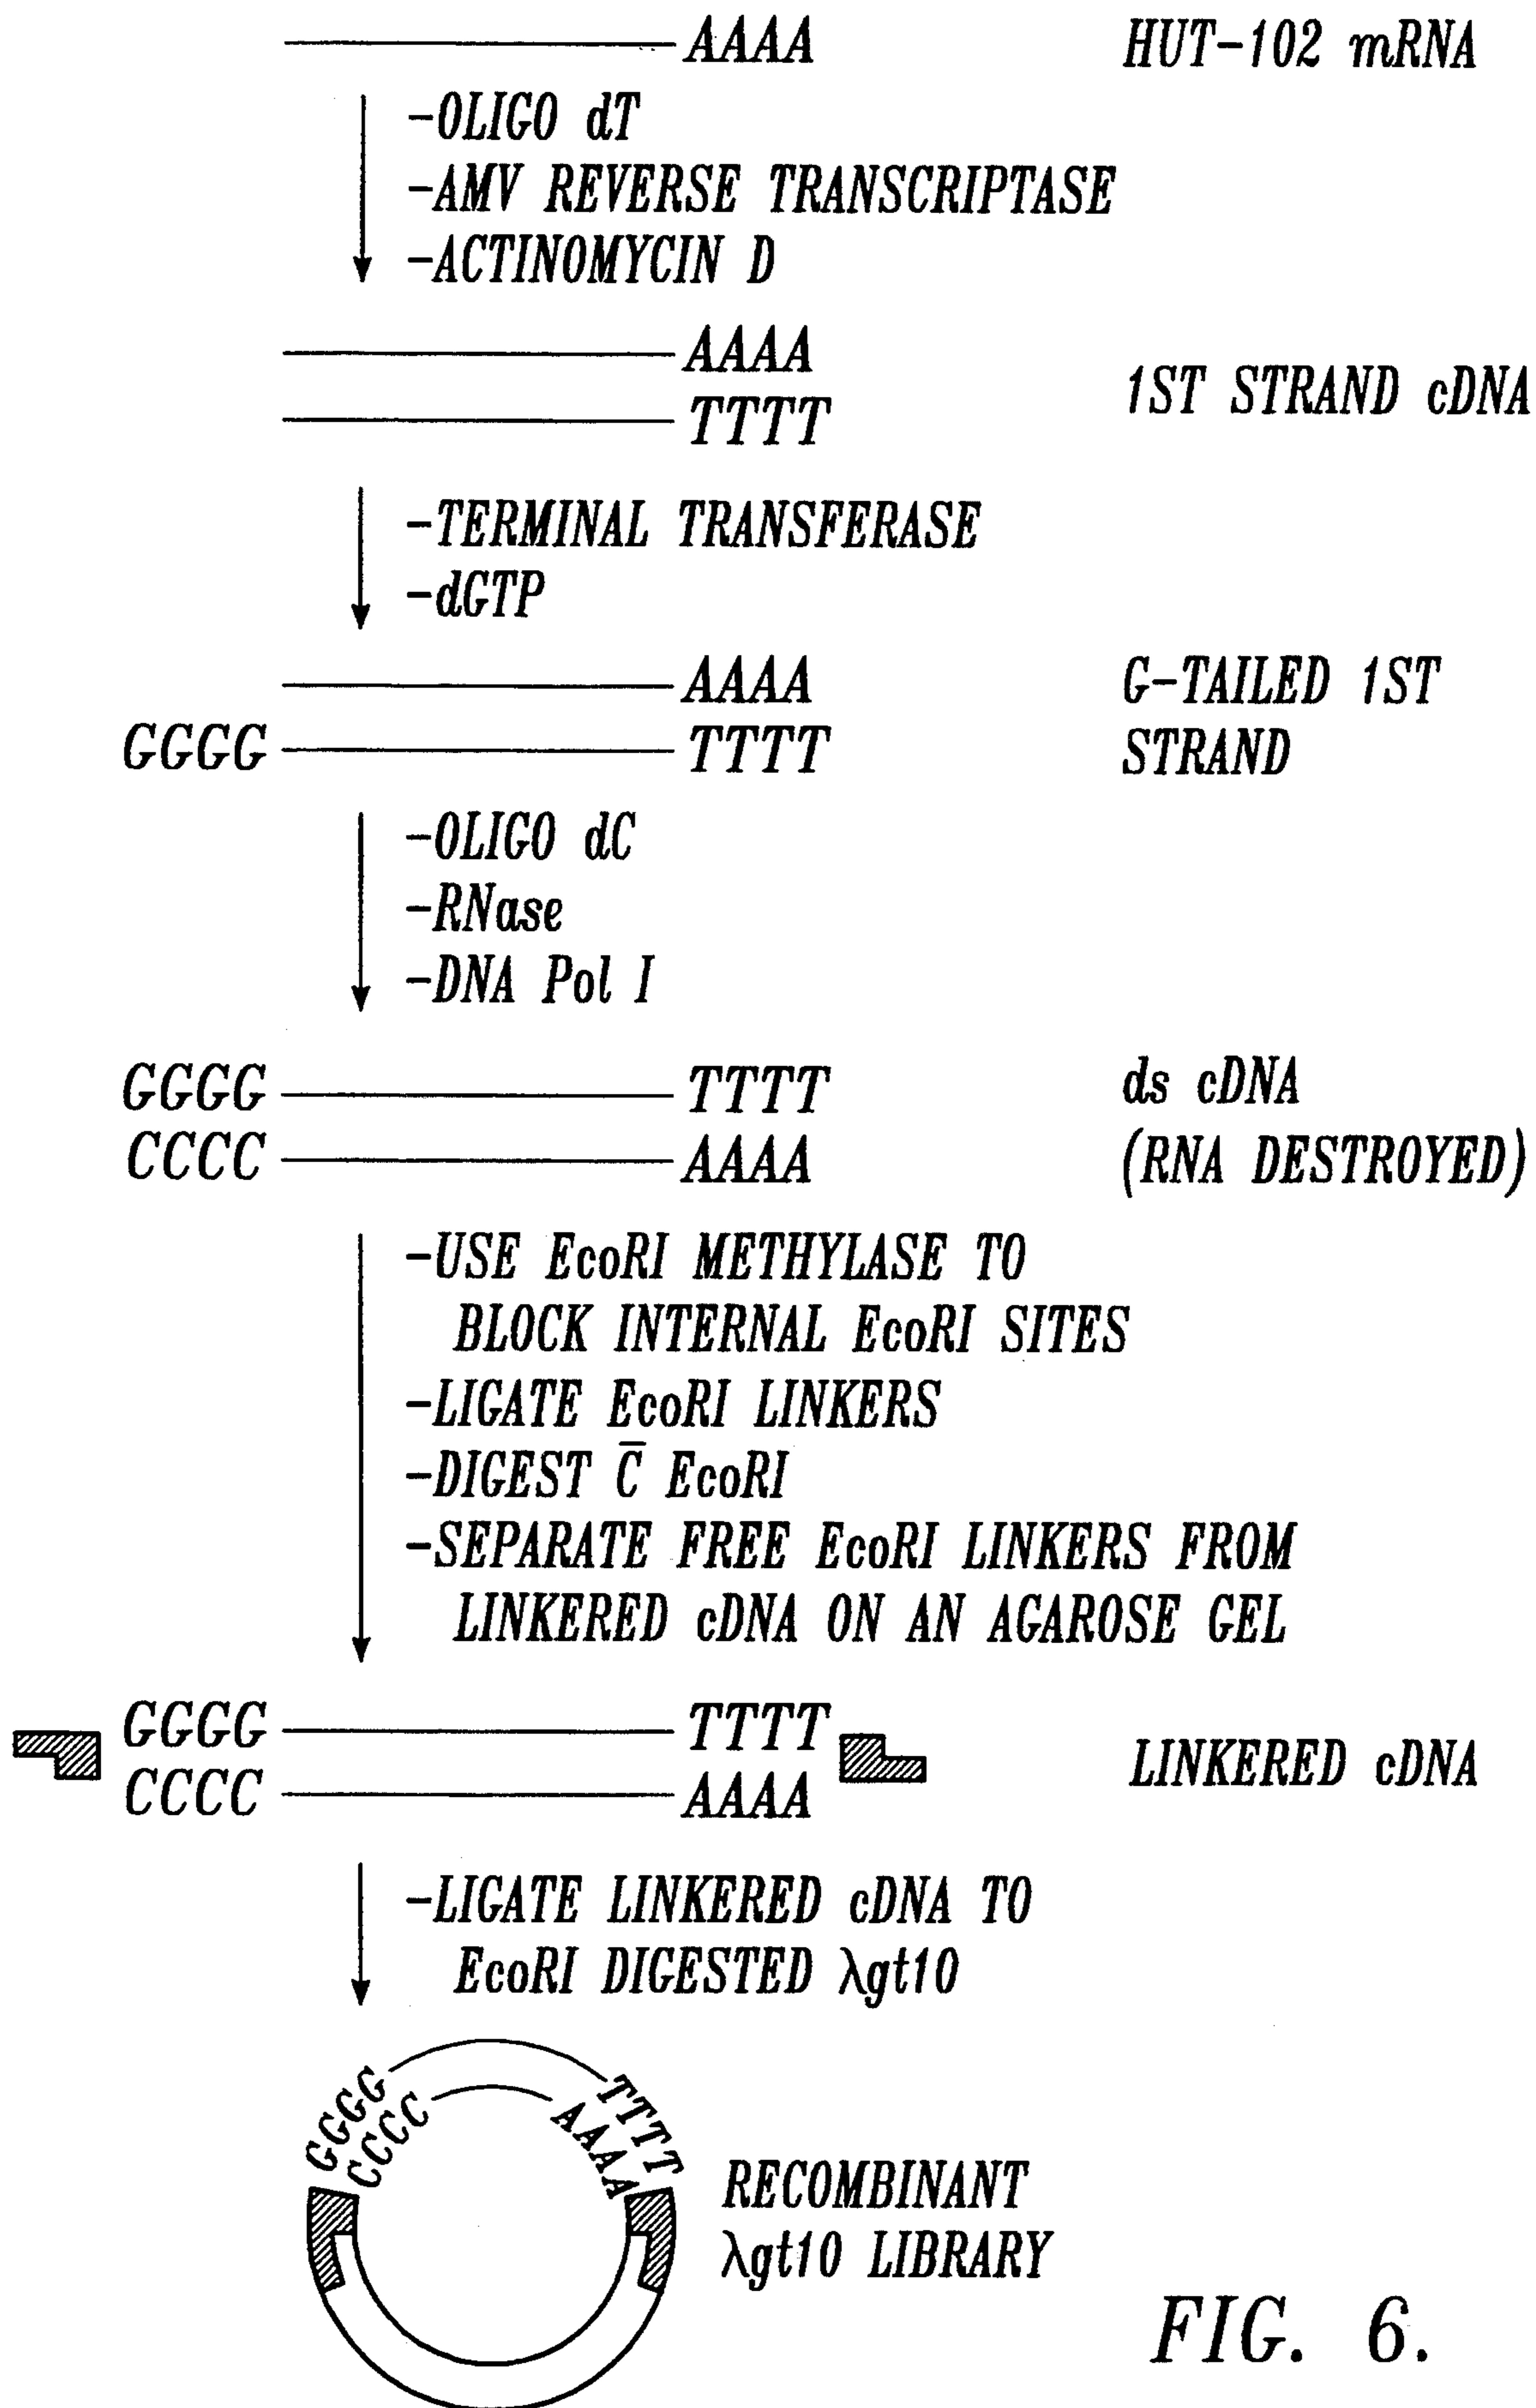 AAAA HUT-102 mRNA
-OLIGO dT
-AMV REVERSE TRANSCRIPTASE
-ACTINOMYCIN D
AAAA
1ST STRAND cDNA
TTTT
-TERMINAL TRANSFERASE
-dGTP
AAAA G-TAILED 1ST
GGGG TTTT STRAND
-OLIGO dC
-RNase
-DNA Pol I
GGGG TTTT ds cDNA
CCCC AAAA (RNA DESTROYED)
-USE EcoRI METHYLASE TO
BLOCK INTERNAL EcoRI SITES
-LIGATE EcoRI LINKERS
-DIGEST C̅ EcoRI
-SEPARATE FREE EcoRI LINKERS FROM
LINKERED cDNA ON AN AGAROSE GEL
GGGG TTTT
LINKERED cDNA
CCCC AAAA
-LIGATE LINKERED cDNA TO
EcoRI DIGESTED λgt10
GGGG TTTT
CCCC AAAA
RECOMBINANT
λgt10 LIBRARY
FIG. 6.